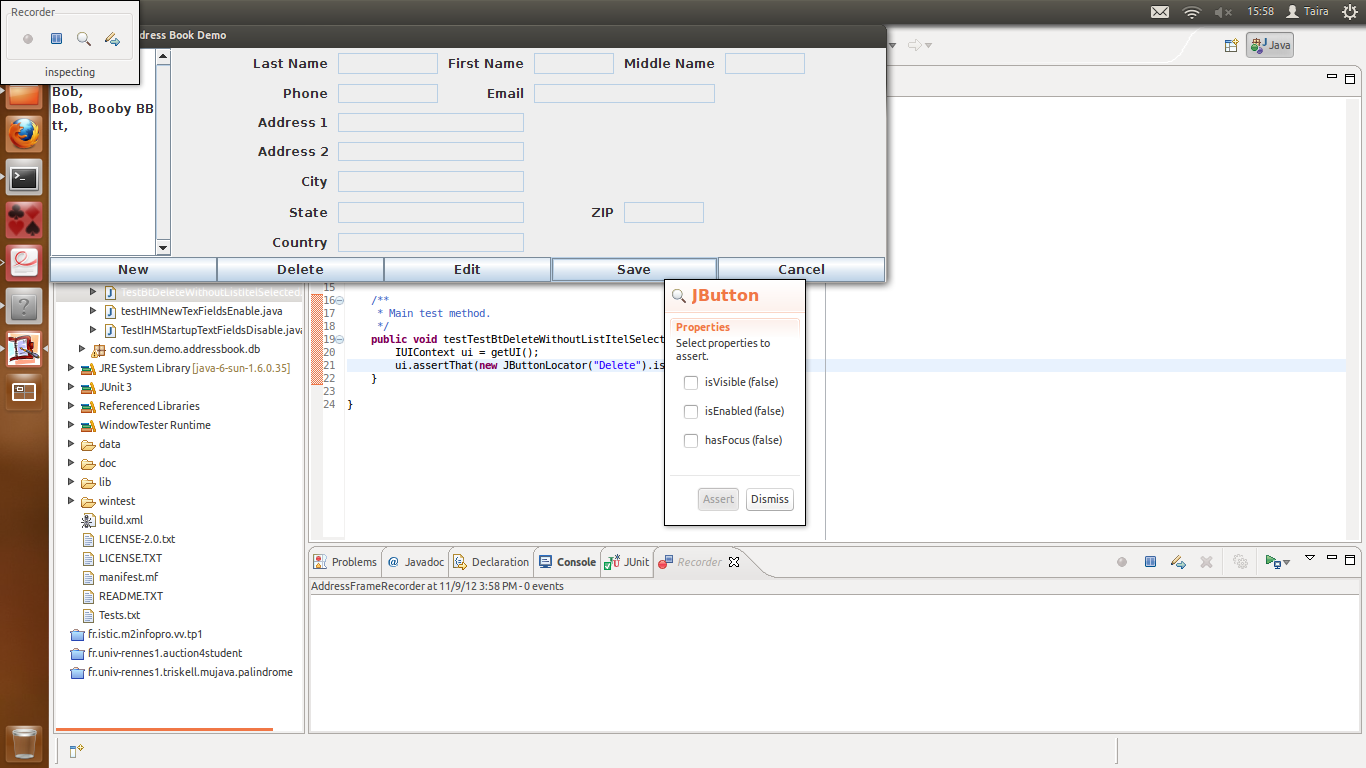 Recorder
inspecting
15:58 Taira
dress Book Demo
Java
Bob,
Bob, Booby BB
tt,
Last Name First Name Middle Name
Phone Email
Address 1
Address 2
City
State ZIP
Country
New Delete Edit Save Cancel
TestBtDeleteWithoutListItelSelected.
testHIMNewTexFieldsEnable.java
TestIHMStartupTextFieldsDisable.java
com.sun.demo.addressbook.db
JRE System Library [java-6-sun-1.6.0.35]
JUnit 3
Referenced Libraries
WindowTester Runtime
data
doc
lib
wintest
build.xml
LICENSE-2.0.txt
LICENSE.TXT
manifest.mf
README.TXT
Tests.txt
fr.istic.m2infopro.vv.tp1
fr.univ-rennes1.auction4student
fr.univ-rennes1.triskell.mujava.palindrome
15
16 /**
17 * Main test method.
18 */
19 public void testTestBtDeleteWithoutListItelSelect
20 IUIContext ui = getUI();
21 ui.assertThat(new JButtonLocator("Delete").is
22 }
23
24 }
JButton
Properties
Select properties to
assert.
isVisible (false)
isEnabled (false)
hasFocus (false)
Assert Dismiss
Problems @ Javadoc Declaration Console JUnit Recorder
AddressFrameRecorder at 11/9/12 3:58 PM - 0 events